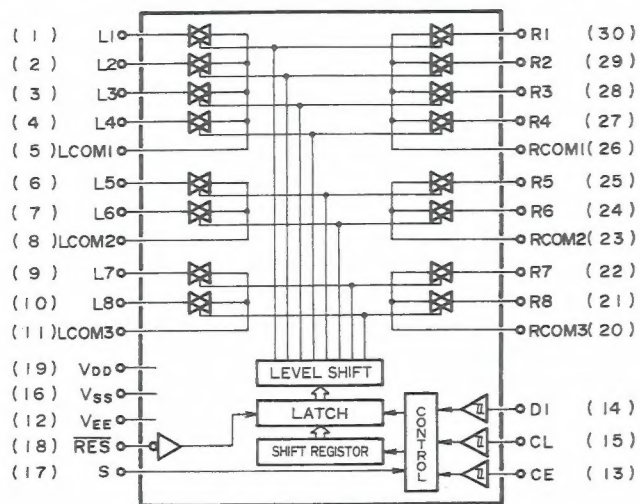 (1) L1 R1 (30)
(2) L2 R2 (29)
(3) L3 R3 (28)
(4) L4 R4 (27)
(5) LCOM1 RCOM1 (26)
(6) L5 R5 (25)
(7) L6 R6 (24)
(8) LCOM2 RCOM2 (23)
(9) L7 R7 (22)
(10) L8 R8 (21)
(11) LCOM3 RCOM3 (20)
(19) VDD LEVEL SHIFT
(16) VSS
(12) VEE LATCH CONTROL DI (14)
(18) RES SHIFT REGISTOR CL (15)
(17) S CE (13)